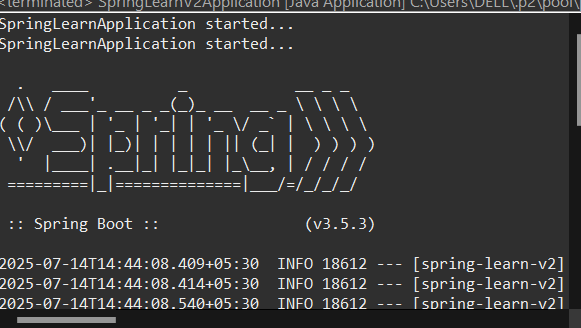 <terminated> SpringLearnV2Application [Java Application] C:\Users\DELL\.p2\pool\
SpringLearnApplication started...
SpringLearnApplication started...
  .   ____          _            __ _ _
 /\\ / ___'_ __ _ _(_)_ __  __ _ \ \ \ \
( ( )\___ | '_ | '_| | '_ \/ _` | \ \ \ \
 \\/  ___)| |_)| | | | | || (_| |  ) ) ) )
  '  |____| .__|_| |_|_| |_\__, | / / / /
 =========|_|==============|___/=/_/_/_/
 :: Spring Boot ::                (v3.5.3)
2025-07-14T14:44:08.409+05:30  INFO 18612 --- [spring-learn-v2]
2025-07-14T14:44:08.414+05:30  INFO 18612 --- [spring-learn-v2]
2025-07-14T14:44:08.540+05:30  INFO 18612 --- [spring-learn-v2]